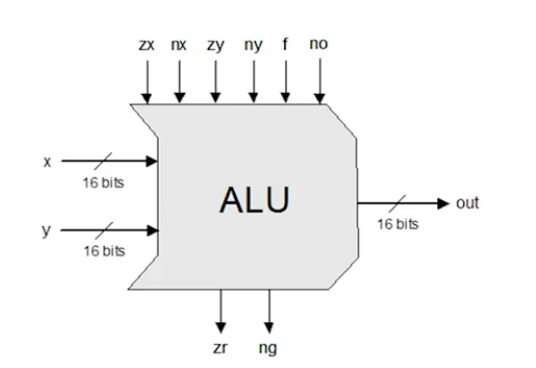 zx nx zy ny f no
x
16 bits
ALU
out
16 bits
y
16 bits
zr ng